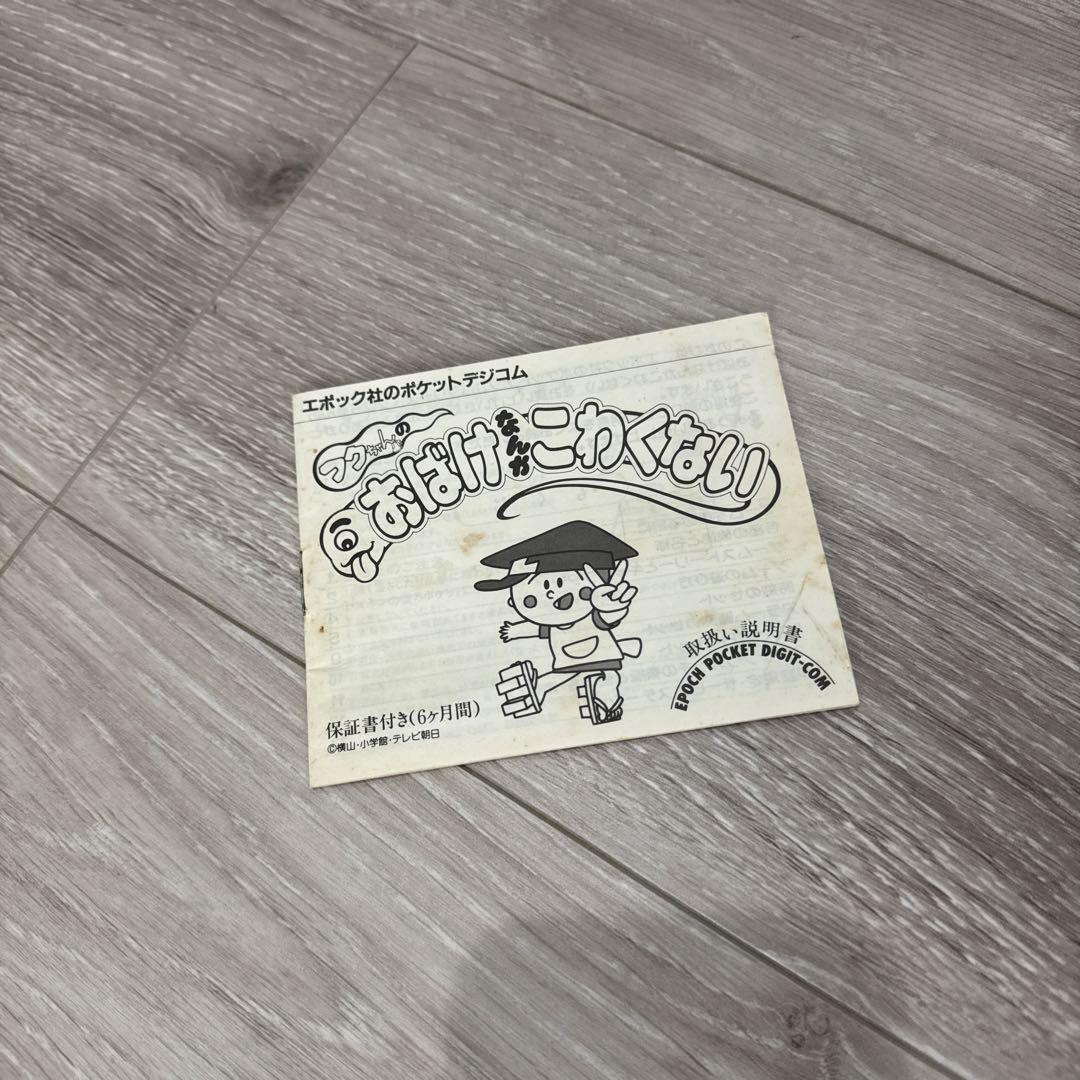 エポック社のポケットデジコム
フクちゃんの
おばけなんかこわくない
取扱い説明書
EPOCH POCKET DIGIT-COM
保証書付き(6ヶ月間)
©横山・小学館・テレビ朝日